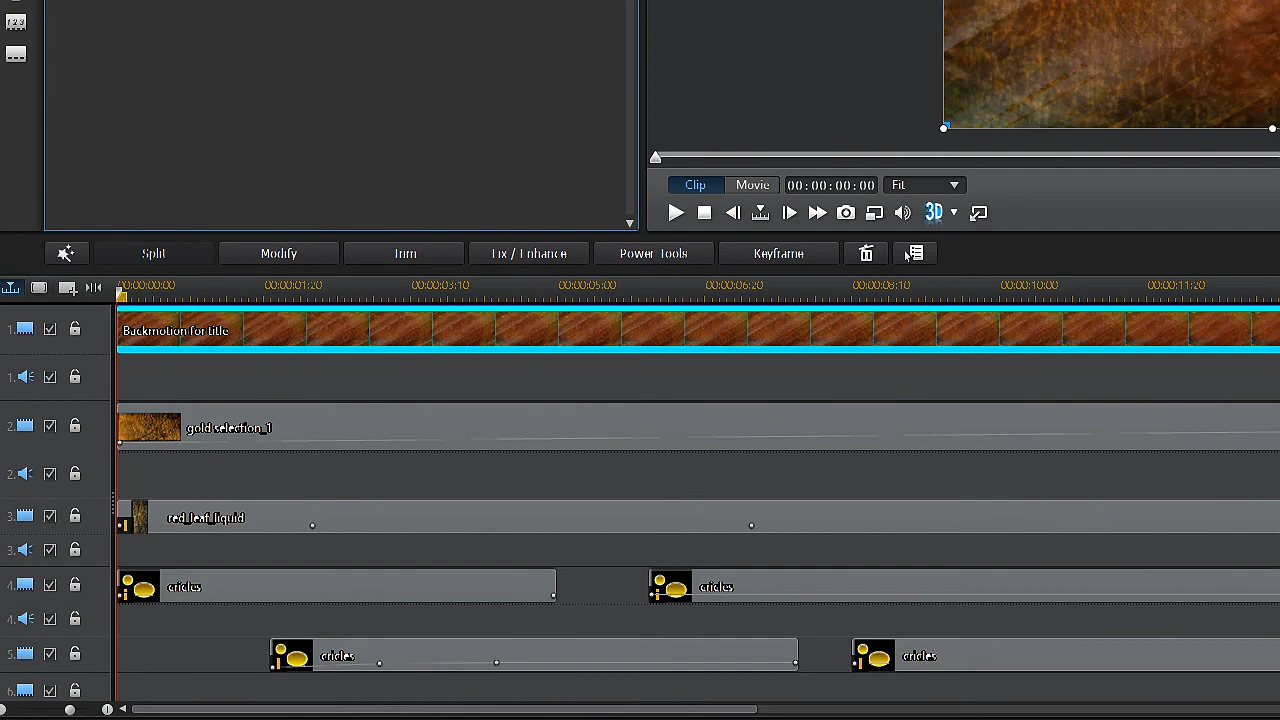 1 2 3
Clip Movie 00:00:00:00 Fit
3D
Split Modify Trim Fix / Enhance Power Tools Keyframe
00:00:00:00 00:00:01:20 00:00:03:10 00:00:05:00 00:00:06:20 00:00:08:10 00:00:10:00 00:00:11:20
1. Backmotion for title
1.
2. gold selection_1
2.
3. red_leaf_liquid
3.
4. cricles cricles
4.
5. cricles cricles
6.